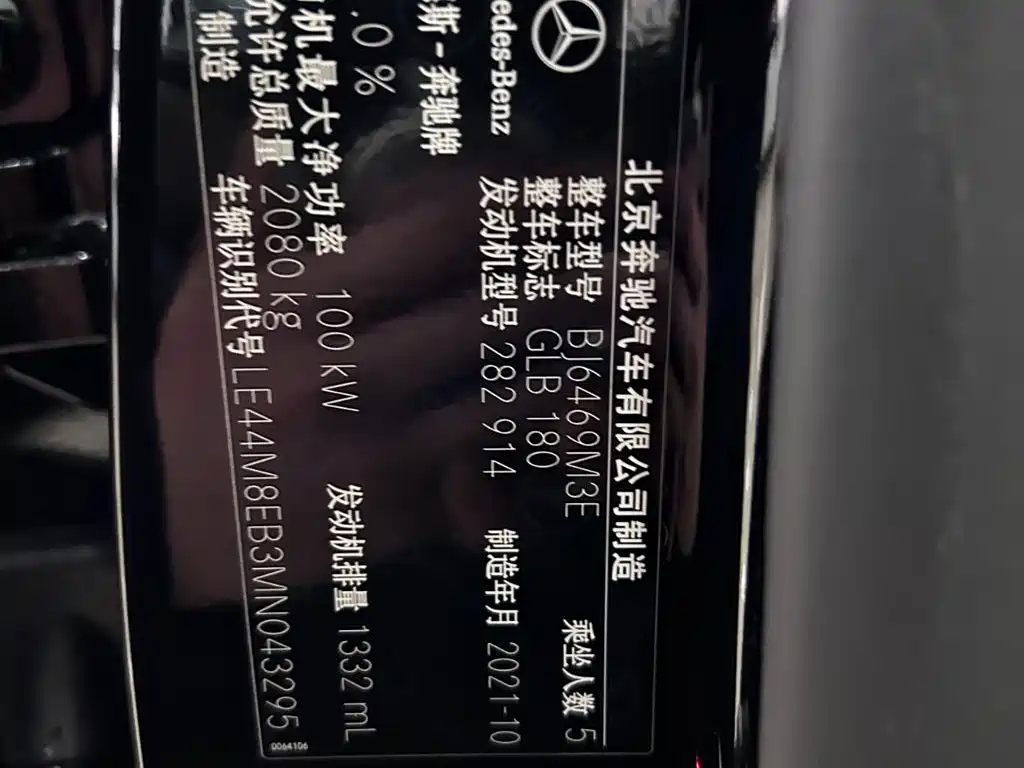 北京奔驰汽车有限公司制造
整车型号 BJ6469M3E 乘坐人数 5
整车标志 GLB 180
edes-Benz 发动机型号 282 914 制造年月 2021-10
斯-奔驰牌
.0 %
机最大净功率 100 kW 发动机排量 1332 mL
允许总质量 2080 kg
制造 车辆识别代号 LE44M8EB3MN043295
0064106